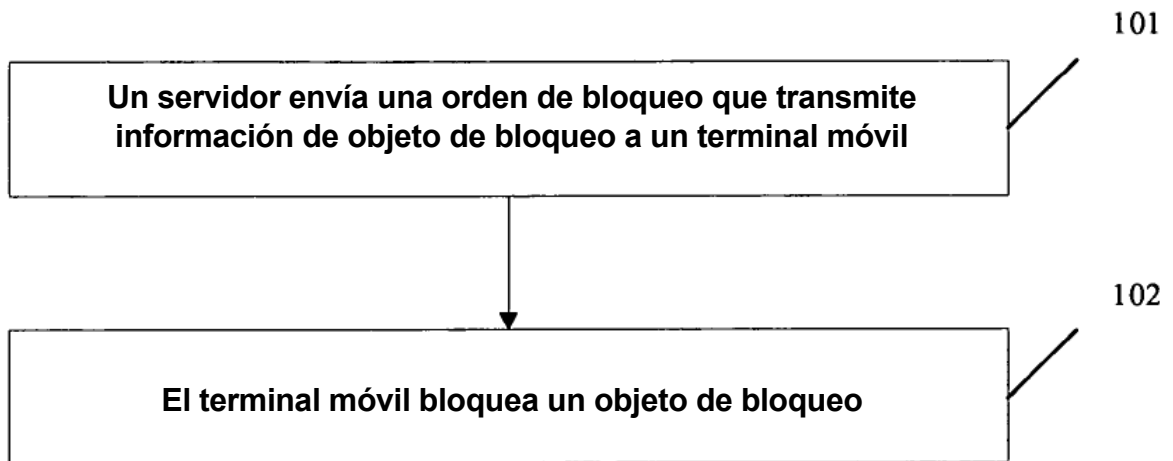 101
Un servidor envía una orden de bloqueo que transmite
información de objeto de bloqueo a un terminal móvil
102
El terminal móvil bloquea un objeto de bloqueo